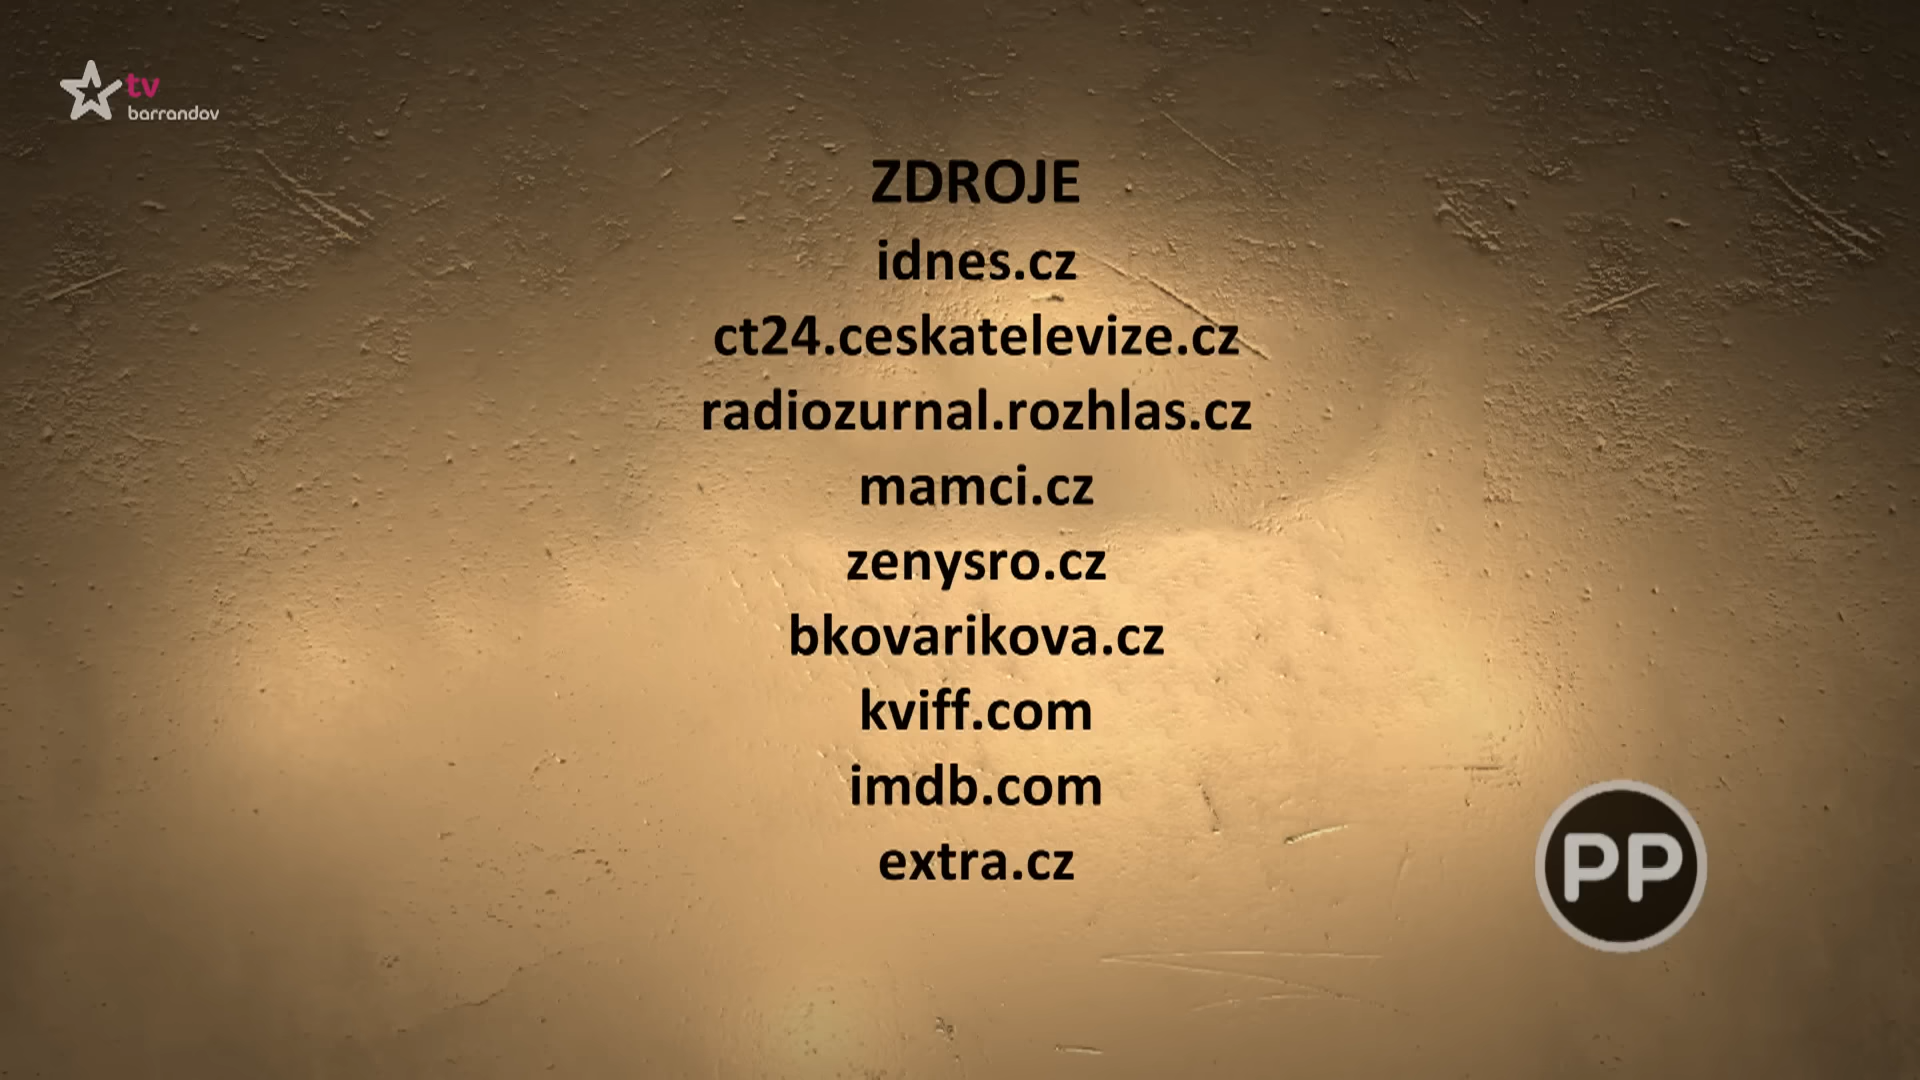 tv
barrandov
ZDROJE
idnes.cz
ct24.ceskatelevize.cz
radiozurnal.rozhlas.cz
mamci.cz
zenysro.cz
bkovarikova.cz
kviff.com
imdb.com
extra.cz
PP